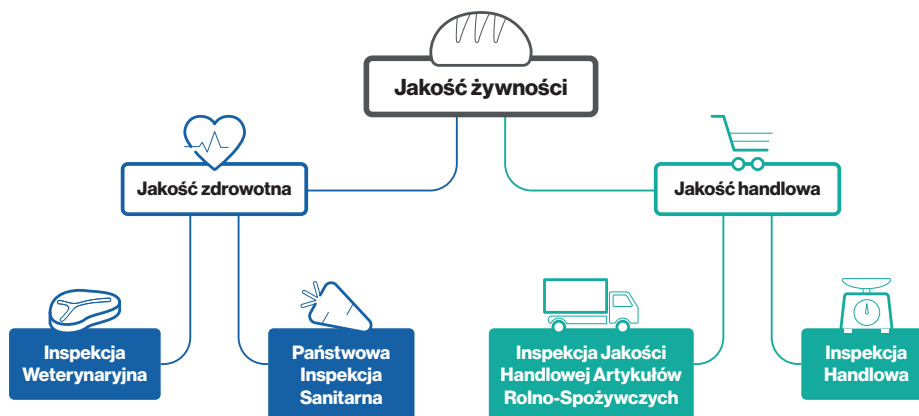 Jakość żywności
Jakość zdrowotna
Jakość handlowa
Inspekcja
Weterynaryjna
Państwowa
Inspekcja
Sanitarna
Inspekcja Jakości
Handlowej Artykułów
Rolno-Spożywczych
Inspekcja
Handlowa